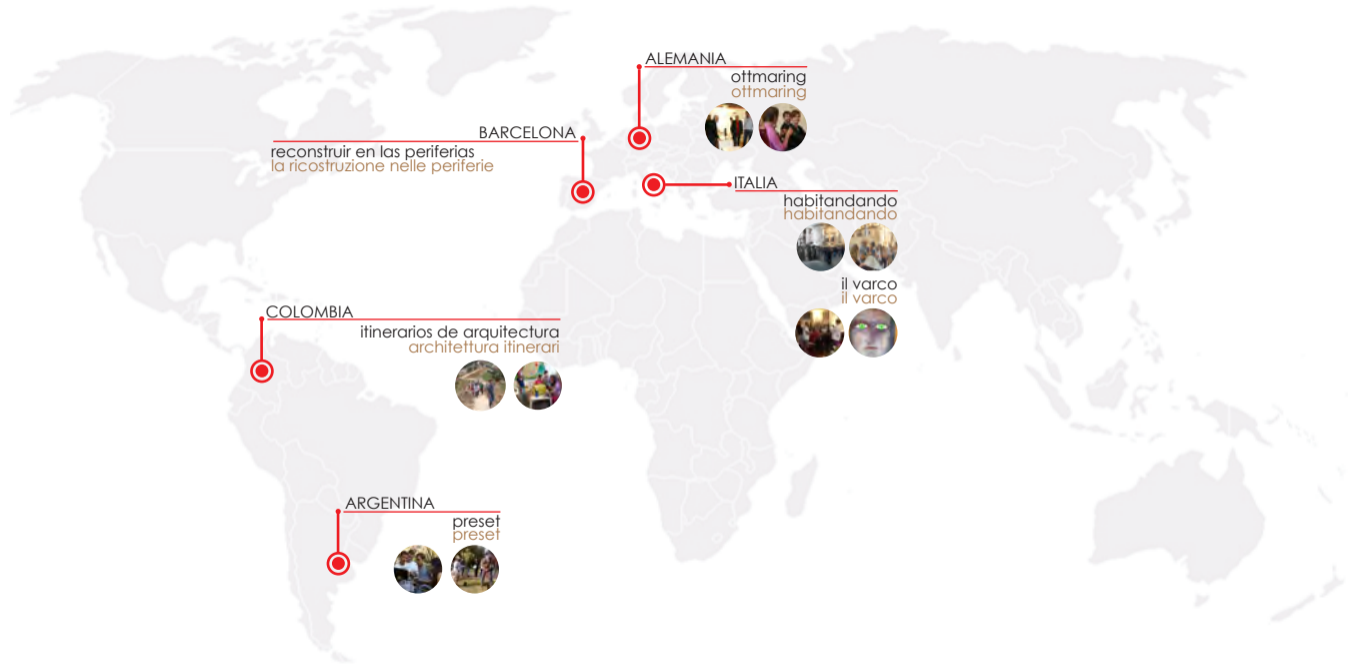 ALEMANIA
ottmaring
ottmaring
BARCELONA
reconstruir en las periferias
la ricostruzione nelle periferie
ITALIA
habitandando
habitandando
il varco
il varco
COLOMBIA
itinerarios de arquitectura
architettura itinerari
ARGENTINA
preset
preset